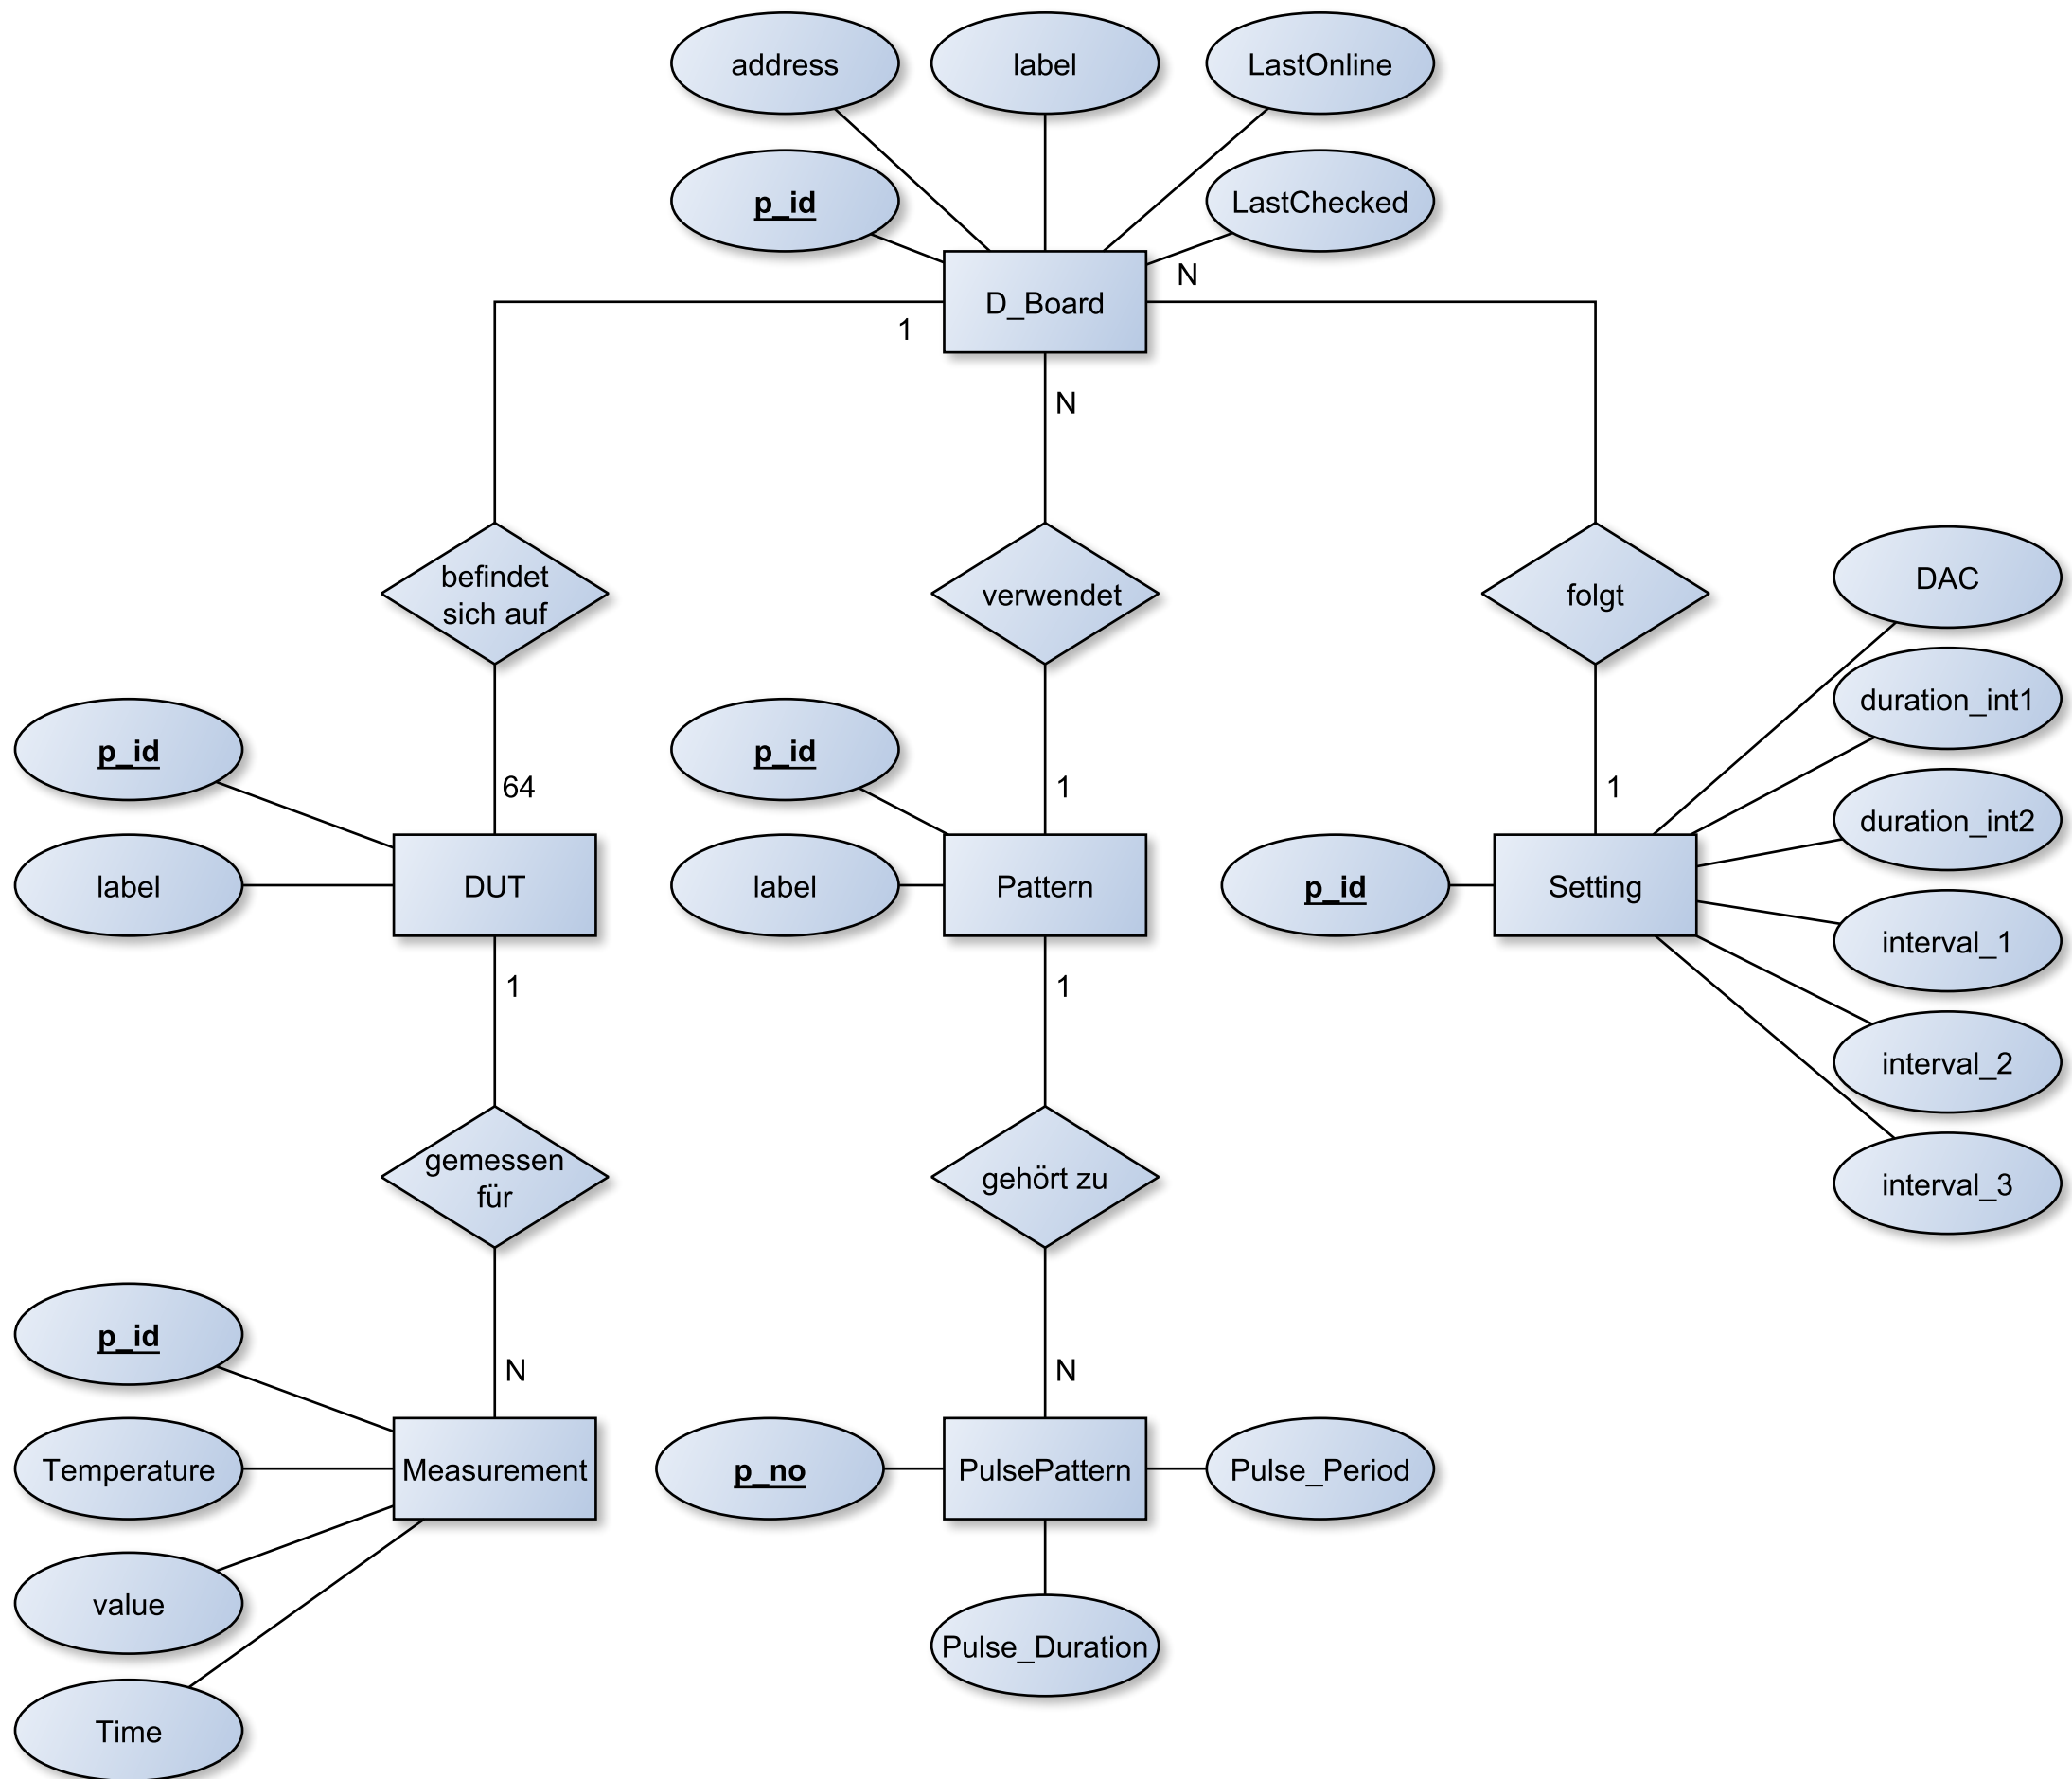 address
label
LastOnline
p_id
LastChecked
N
D_Board
1
N
befindet
sich auf
verwendet
folgt
DAC
duration_int1
p_id
p_id
64
1
1
duration_int2
label
DUT
label
Pattern
p_id
Setting
interval_1
1
1
interval_2
gemessen
für
gehört zu
interval_3
p_id
N
N
Temperature
Measurement
p_no
PulsePattern
Pulse_Period
value
Pulse_Duration
Time